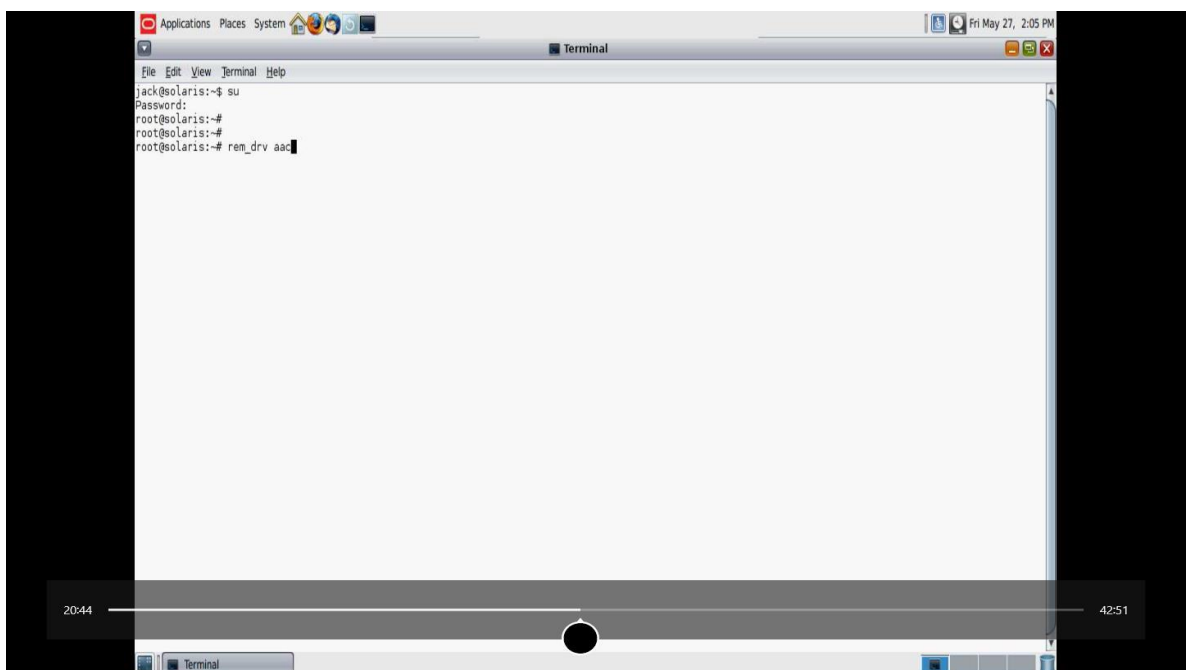 Applications Places System
Fri May 27, 2:05 PM
Terminal
File Edit View Terminal Help
jack@solaris:~$ su
Password:
root@solaris:~#
root@solaris:~#
root@solaris:~# rem_drv aac
20:44
42:51
Terminal